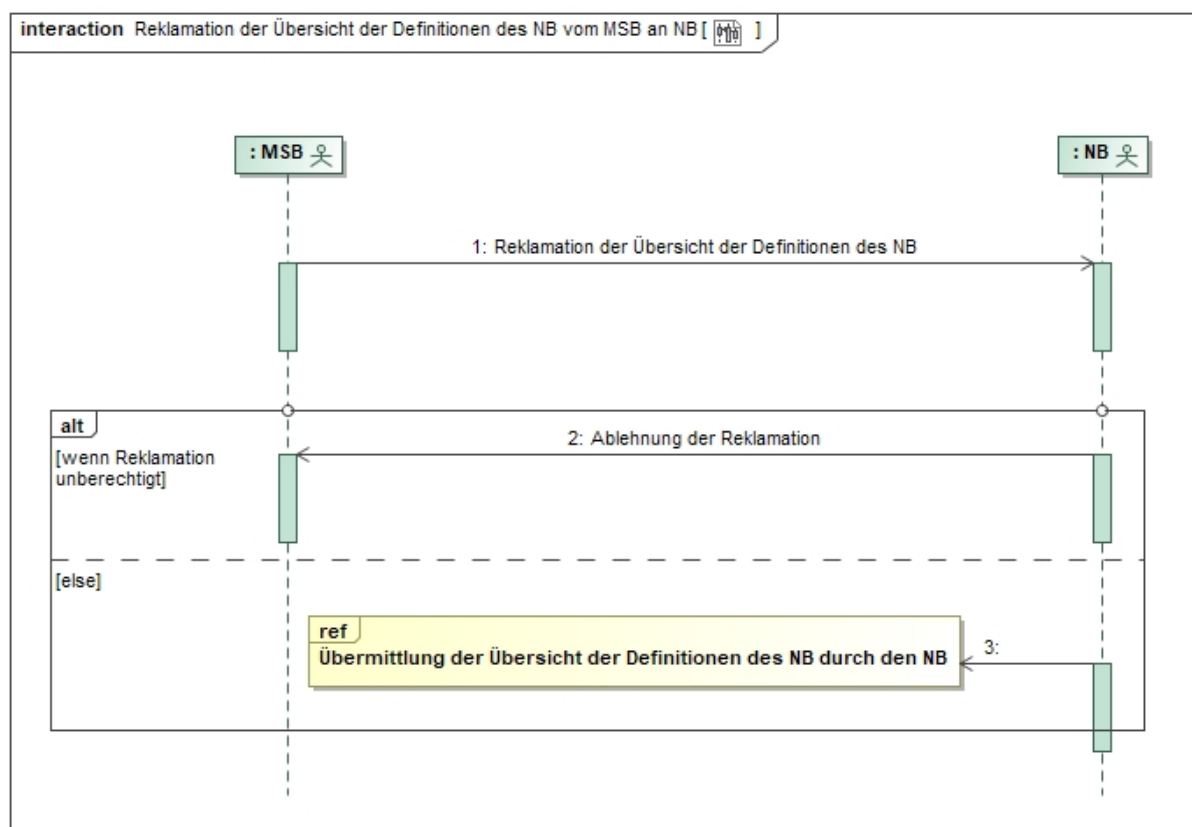 interaction Reklamation der Übersicht der Definitionen des NB vom MSB an NB [ ]
: MSB
: NB
1: Reklamation der Übersicht der Definitionen des NB
alt
2: Ablehnung der Reklamation
[wenn Reklamation
unberechtigt]
[else]
ref
3:
Übermittlung der Übersicht der Definitionen des NB durch den NB